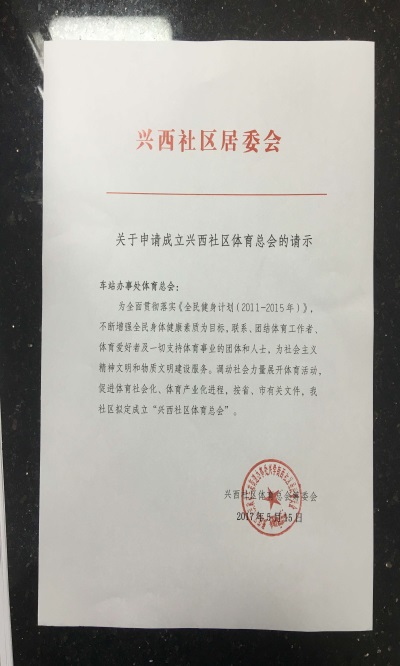 兴西社区居委会
关于申请成立兴西社区体育总会的请示
车站办事处体育总会:
为全面贯彻落实《全民健身计划(2011-2015年)》,
不断增强全民身体健康素质为目标,联系、团结体育工作者、
体育爱好者及一切支持体育事业的团体和人士,为社会主义
精神文明和物质文明建设服务。调动社会力量展开体育活动,
促进体育社会化、体育产业化进程,按省、市有关文件,我
社区拟定成立“兴西社区体育总会”。
兴西社区体育总会筹委会
2017年5月15日